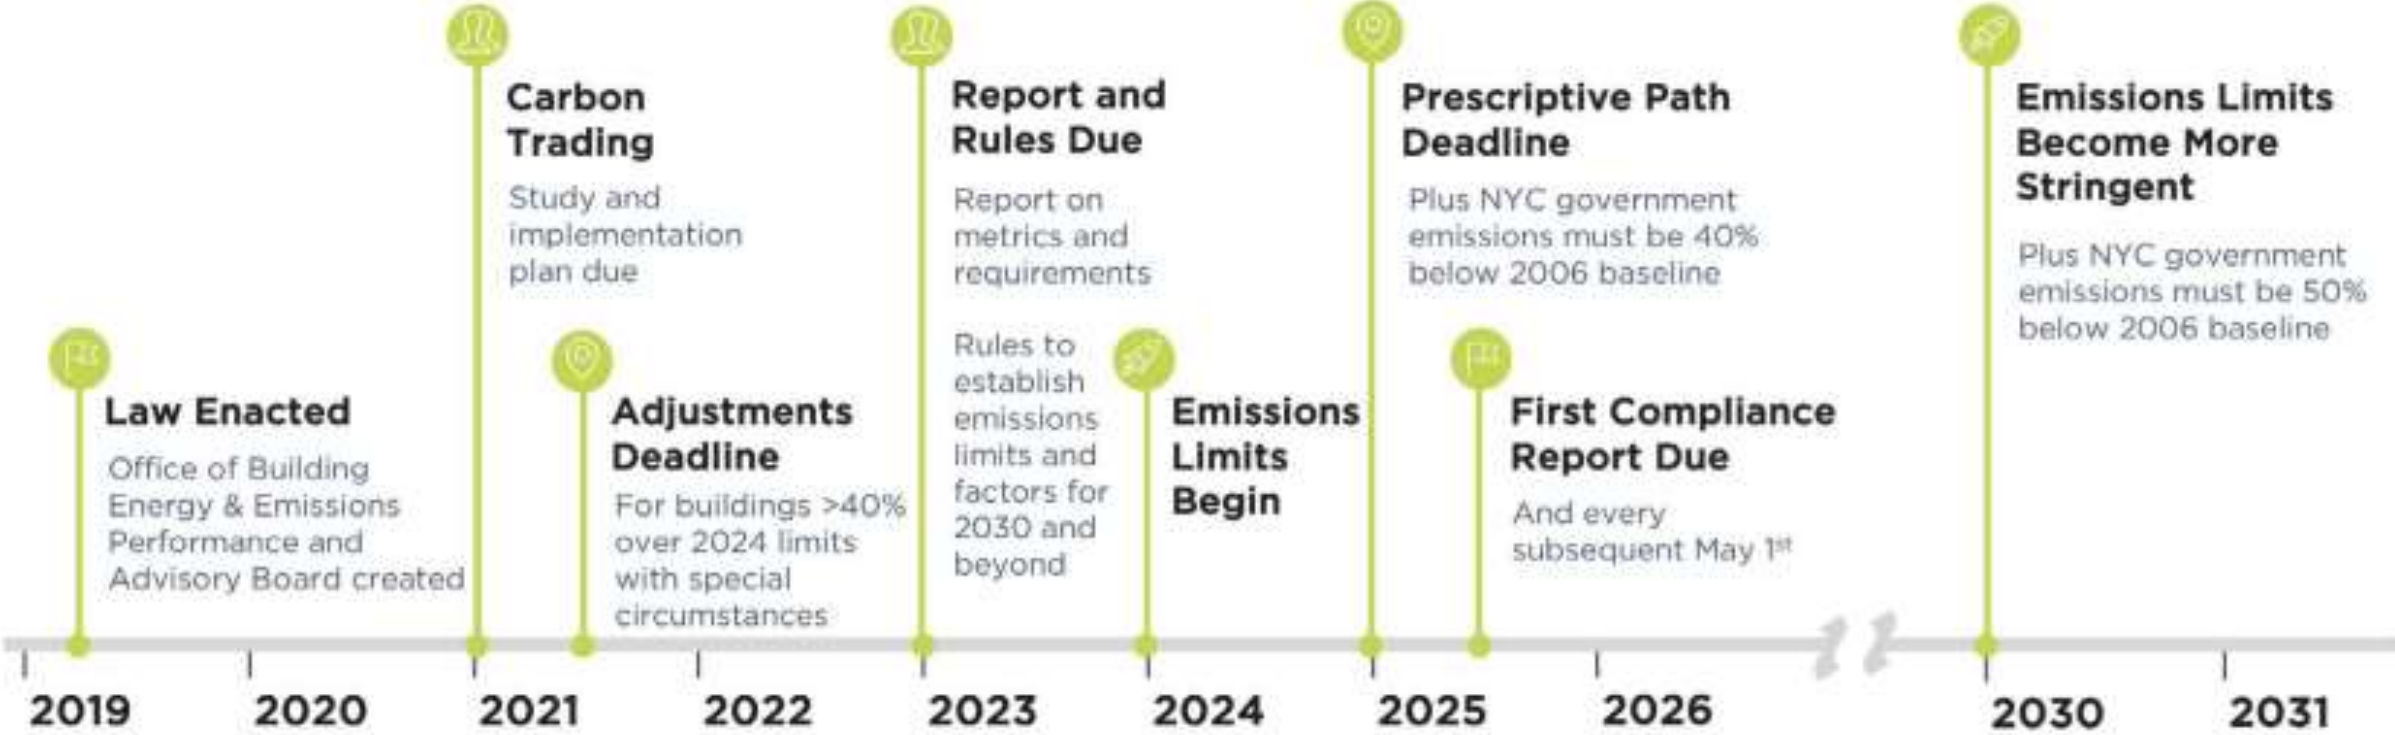 Carbon
Trading
Study and
implementation
plan due
Report and
Rules Due
Report on
metrics and
requirements
Rules to
establish
emissions
limits and
factors for
2030 and
beyond
Prescriptive Path
Deadline
Plus NYC government
emissions must be 40%
below 2006 baseline
Emissions Limits
Become More
Stringent
Plus NYC government
emissions must be 50%
below 2006 baseline
Law Enacted
Office of Building
Energy & Emissions
Performance and
Advisory Board created
Adjustments
Deadline
For buildings >40%
over 2024 limits
with special
circumstances
Emissions
Limits
Begin
First Compliance
Report Due
And every
subsequent May 1st
2019
2020
2021
2022
2023
2024
2025
2026
2030
2031